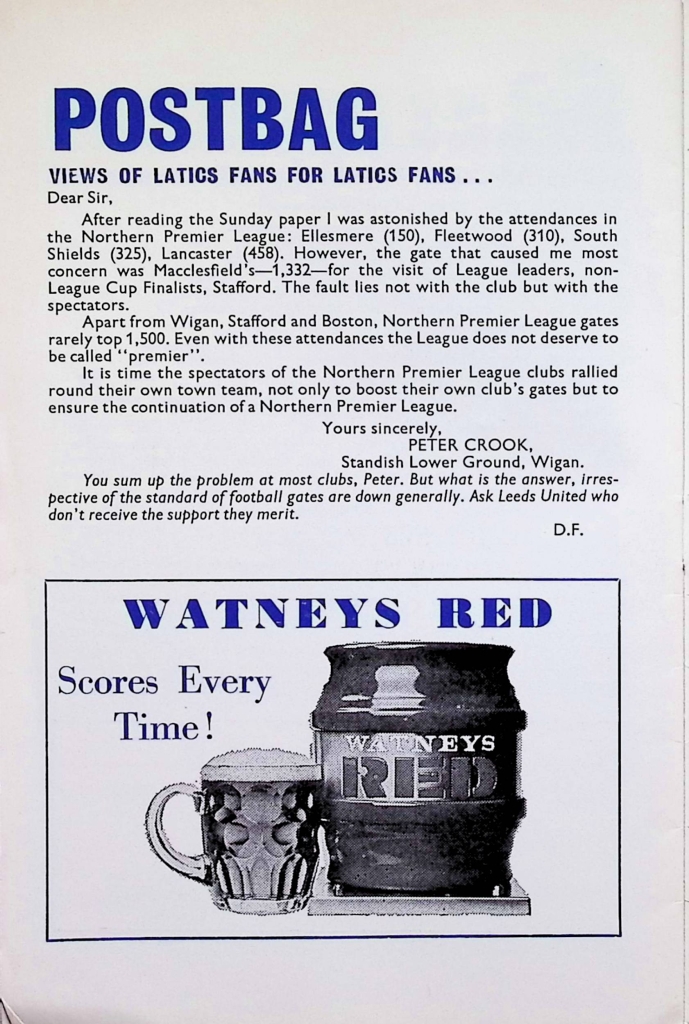 POSTBAG
VIEWS OF LATICS FANS FOR LATICS FANS . . .
Dear Sir,
After reading the Sunday paper I was astonished by the attendances in
the Northern Premier League: Ellesmere (150), Fleetwood (310), South
Shields (325), Lancaster (458). However, the gate that caused me most
concern was Macclesfield's—1,332—for the visit of League leaders, non-
League Cup Finalists, Stafford. The fault lies not with the club but with the
spectators.
Apart from Wigan, Stafford and Boston, Northern Premier League gates
rarely top 1,500. Even with these attendances the League does not deserve to
be called "premier".
It is time the spectators of the Northern Premier League clubs rallied
round their own town team, not only to boost their own club's gates but to
ensure the continuation of a Northern Premier League.
Yours sincerely,
PETER CROOK,
Standish Lower Ground, Wigan.
You sum up the problem at most clubs, Peter. But what is the answer, irres-
pective of the standard of football gates are down generally. Ask Leeds United who
don't receive the support they merit.
D.F.
WATNEYS RED
Scores Every
Time!
WATNEYS
RED